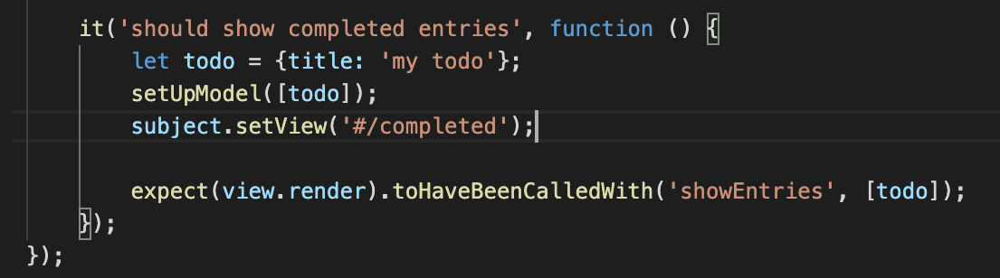 it('should show completed entries', function () {
let todo = {title: 'my todo'};
setUpModel([todo]);
subject.setView('#/completed');
expect(view.render).toHaveBeenCalledWith('showEntries', [todo]);
});
});